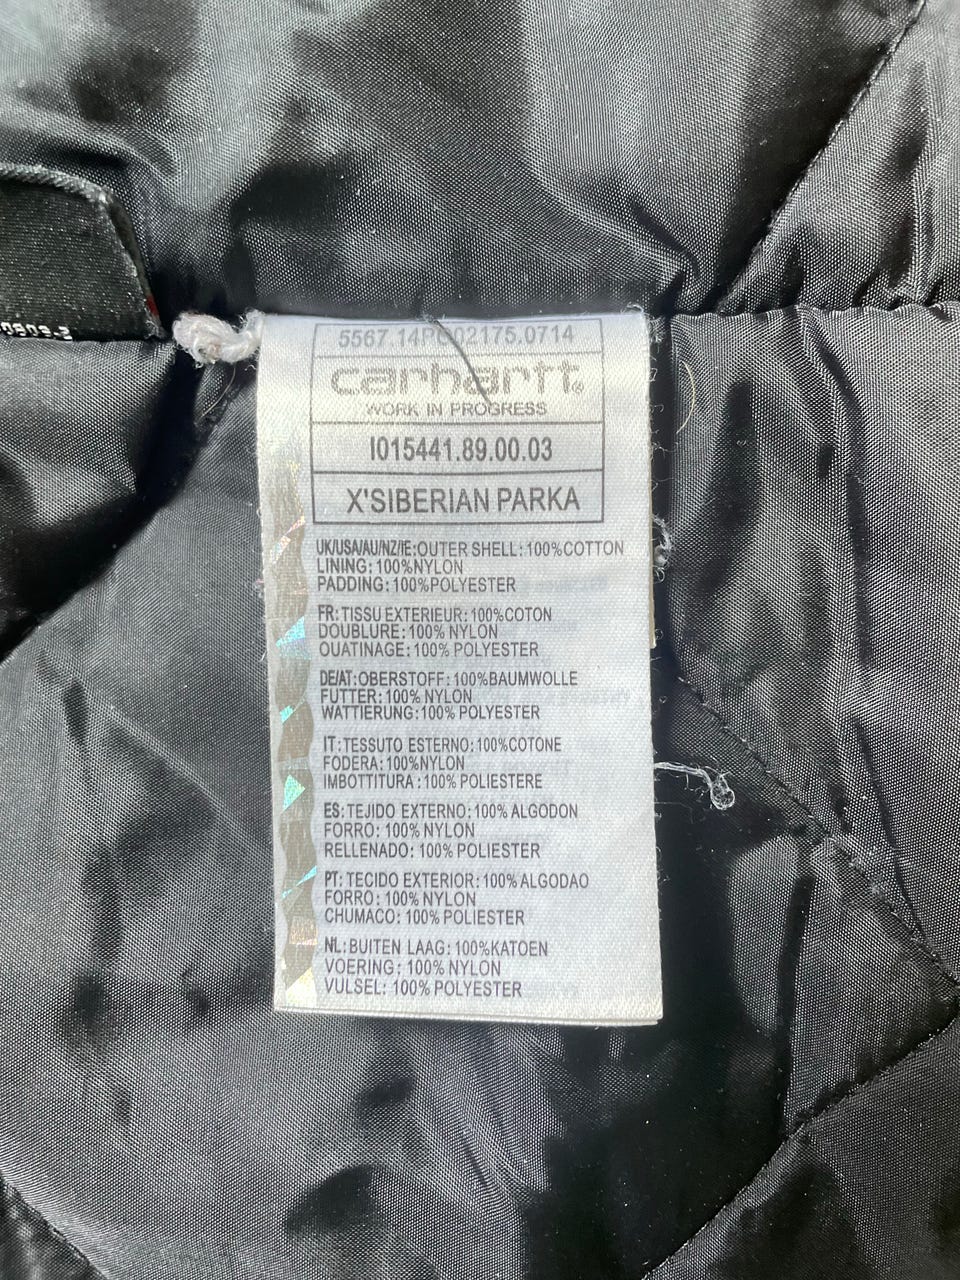 5567.14PO02175.0714
carhartt®
WORK IN PROGRESS
I015441.89.00.03
X'SIBERIAN PARKA
UK/USA/AU/NZ/IE:OUTER SHELL:100%COTTON
LINING:100%NYLON
PADDING:100%POLYESTER
FR:TISSU EXTERIEUR:100%COTON
DOUBLURE:100% NYLON
OUATINAGE:100% POLYESTER
DE/AT:OBERSTOFF:100%BAUMWOLLE
FUTTER:100% NYLON
WATTIERUNG:100% POLYESTER
IT:TESSUTO ESTERNO:100%COTONE
FODERA:100%NYLON
IMBOTTITURA:100% POLIESTERE
ES:TEJIDO EXTERNO:100% ALGODON
FORRO:100% NYLON
RELLENADO:100% POLIESTER
PT:TECIDO EXTERIOR:100% ALGODAO
FORRO:100% NYLON
CHUMACO:100% POLIESTER
NL:BUITEN LAAG:100%KATOEN
VOERING:100% NYLON
VULSEL:100% POLYESTER